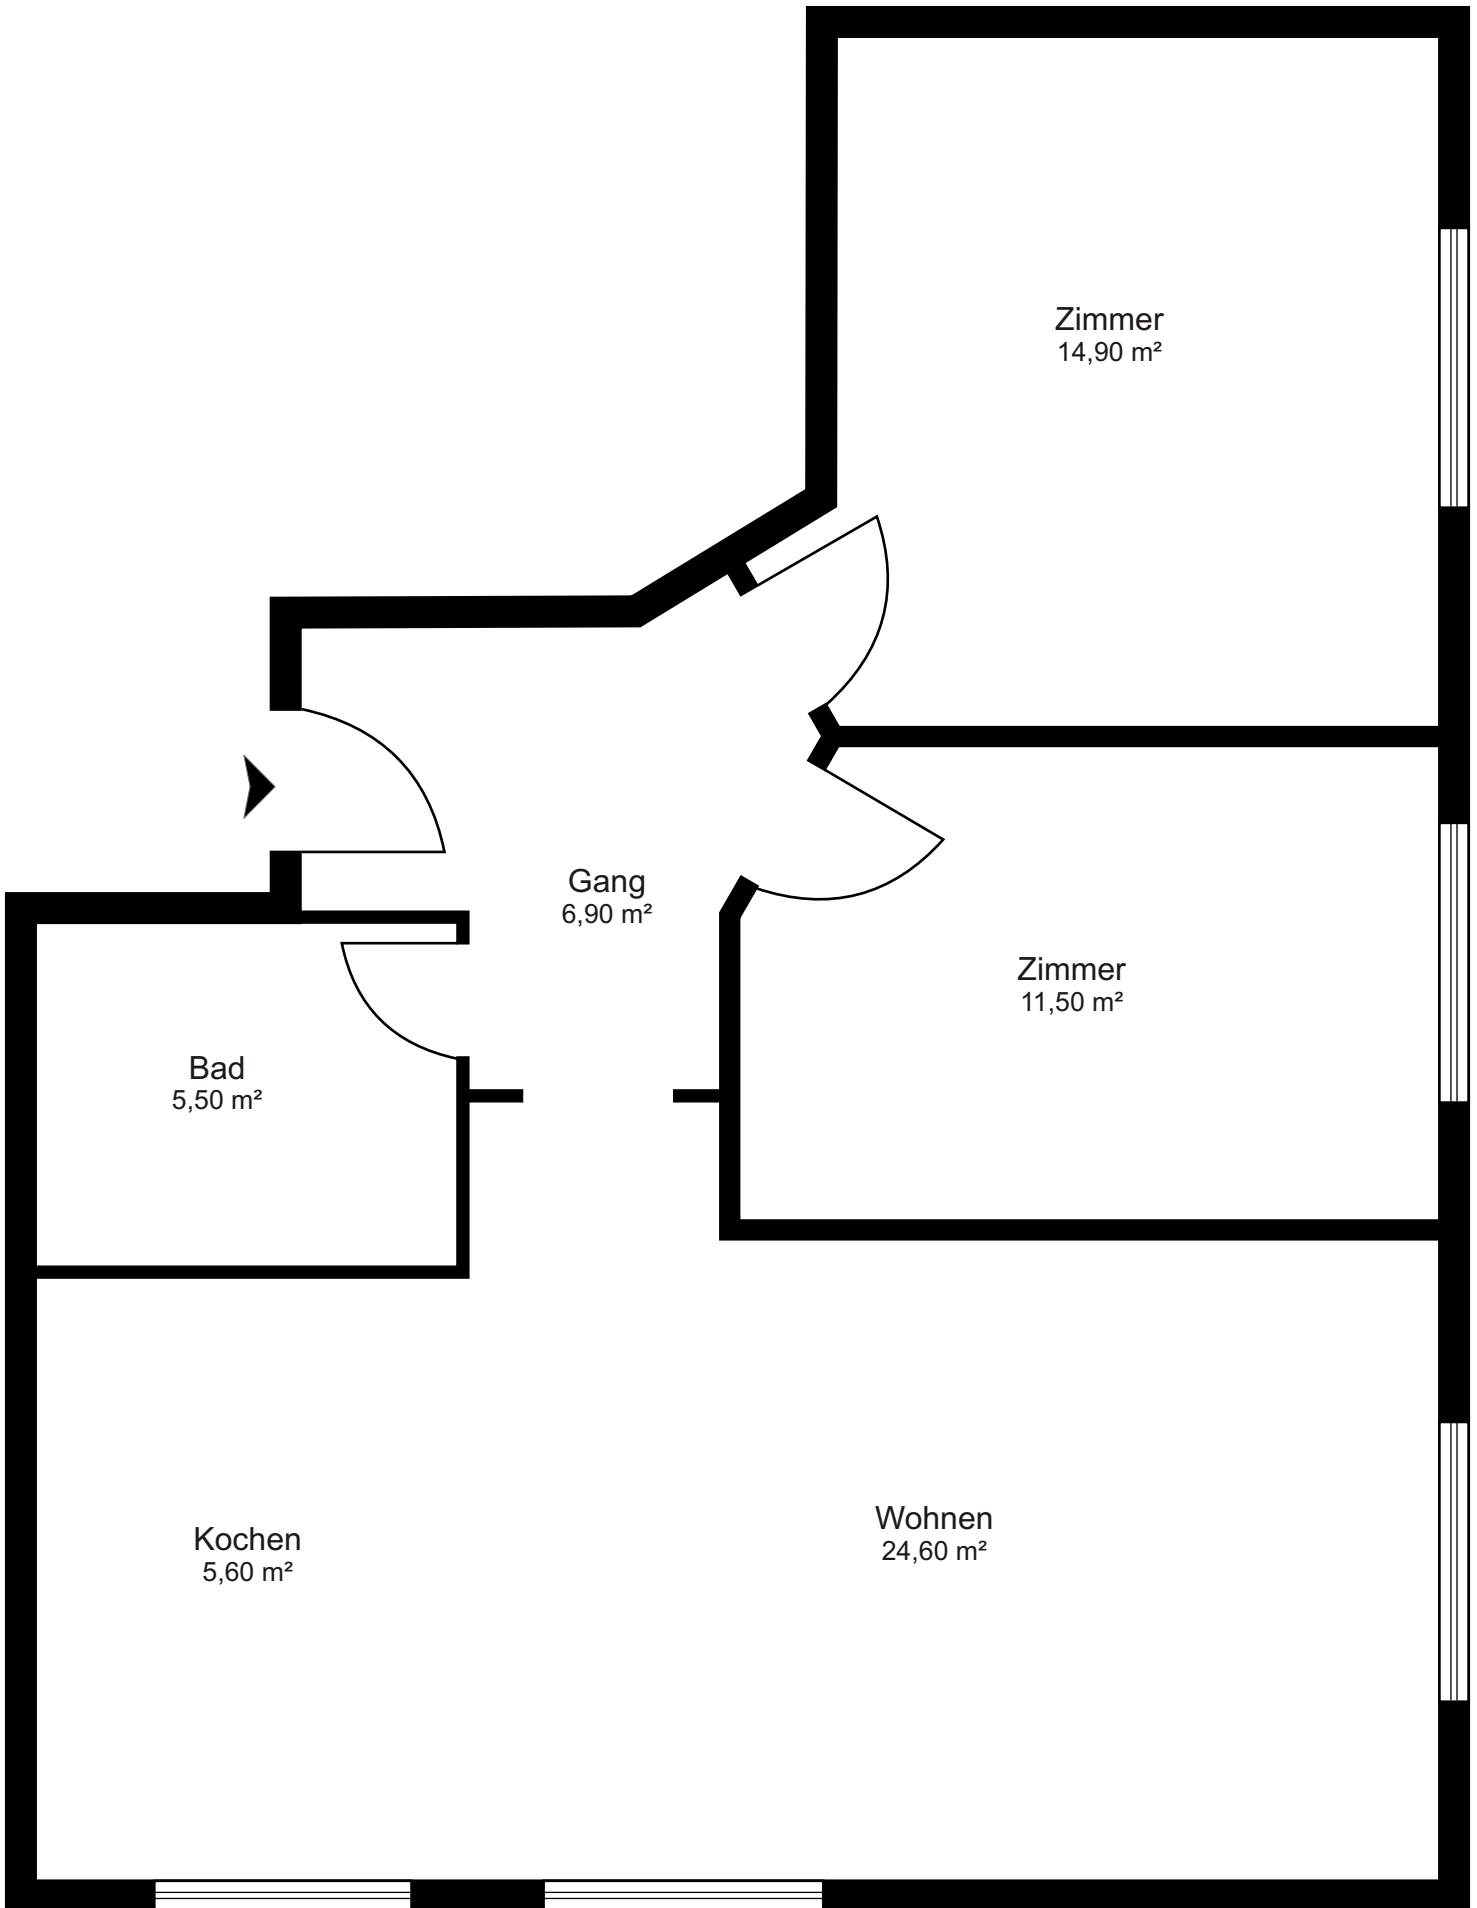 Zimmer
14,90 m²
Gang
6,90 m²
Zimmer
11,50 m²
Bad
5,50 m²
Kochen
5,60 m²
Wohnen
24,60 m²